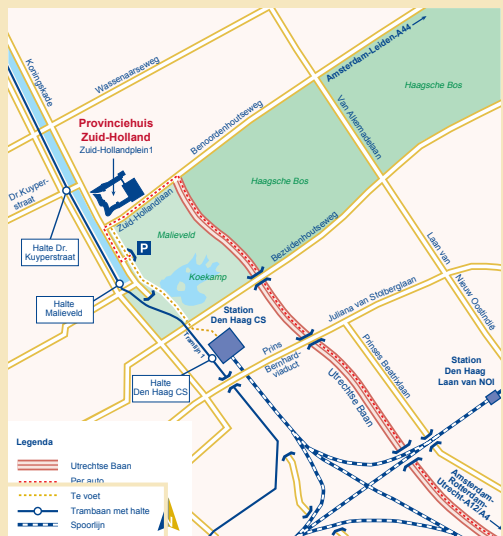 Koningskade
Wassenaarseweg
Amsterdam-Leiden-A44
Haagsche Bos
Provinciehuis
Zuid-Holland
Zuid-Hollandplein1
Benoordenhoutseweg
Van Alkemadelaan
Dr.Kuyper-
straat
Zuid-Hollandlaan
Haagsche Bos
Malieveld
P
Bezuidenhoutseweg
Laan van
Nieuw Oostindië
Halte Dr.
Kuyperstraat
Koekamp
Halte
Malieveld
Station
Den Haag CS
Juliana van Stolberglaan
Tramlijn 1
Prins
Bernhard-
viaduct
Prinses Beatrixlaan
Station
Den Haag
Laan van NOI
Halte
Den Haag CS
Utrechtse Baan
Amsterdam-
Rotterdam-
Utrecht-A12/A4
Legenda
Utrechtse Baan
Per auto
Te voet
Trambaan met halte
Spoorlijn